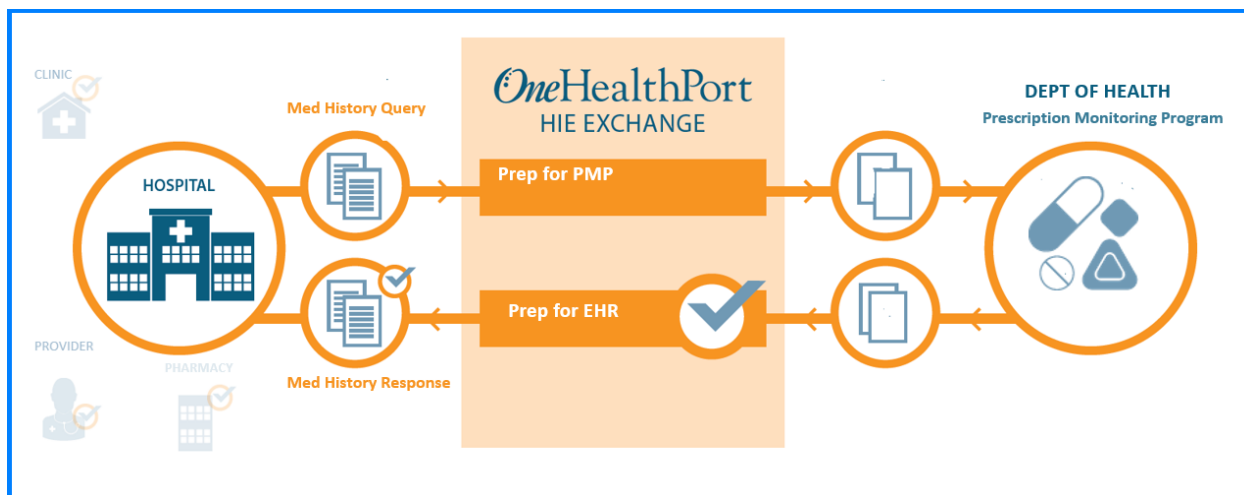 CLINIC
Med History Query
HOSPITAL
PROVIDER
PHARMACY
Med History Response
OneHealthPort
HIE EXCHANGE
Prep for PMP
Prep for EHR
DEPT OF HEALTH
Prescription Monitoring Program